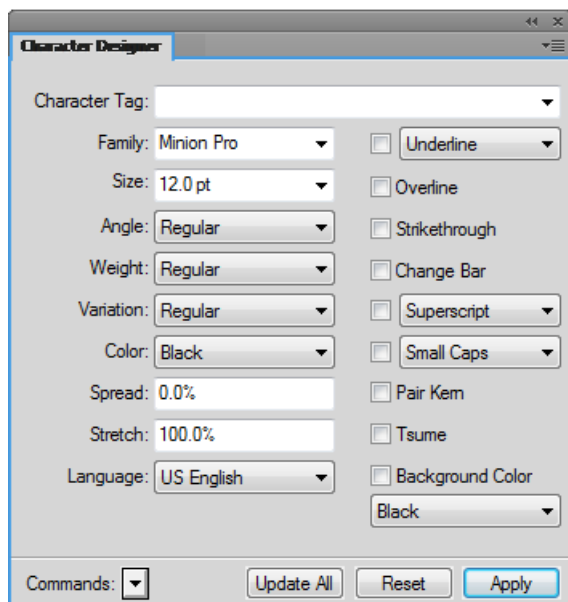 Character Designer
Character Tag:
Family: Minion Pro Underline
Size: 12.0 pt Overline
Angle: Regular Strikethrough
Weight: Regular Change Bar
Variation: Regular Superscript
Color: Black Small Caps
Spread: 0.0% Pair Kern
Stretch: 100.0% Tsume
Language: US English Background Color
Black
Commands: Update All Reset Apply